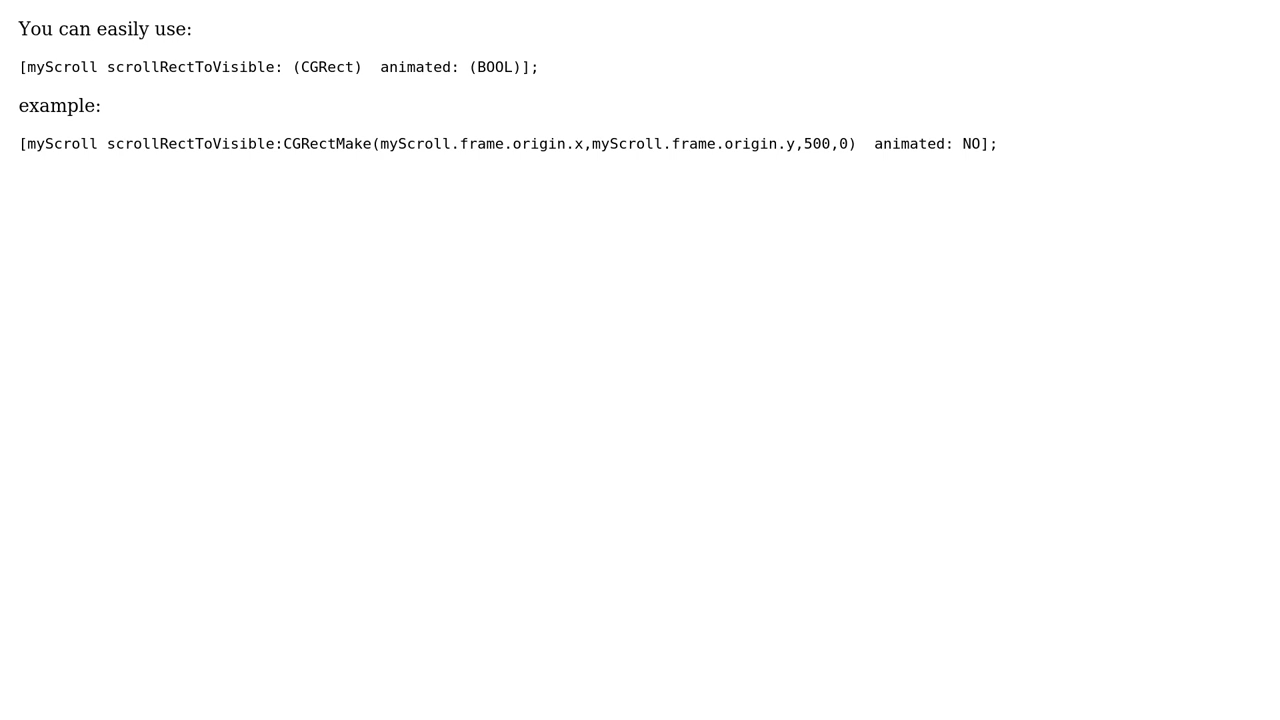 You can easily use:
[myScroll scrollRectToVisible: (CGRect)  animated: (BOOL)];
example:
[myScroll scrollRectToVisible:CGRectMake(myScroll.frame.origin.x,myScroll.frame.origin.y,500,0)  animated: NO];